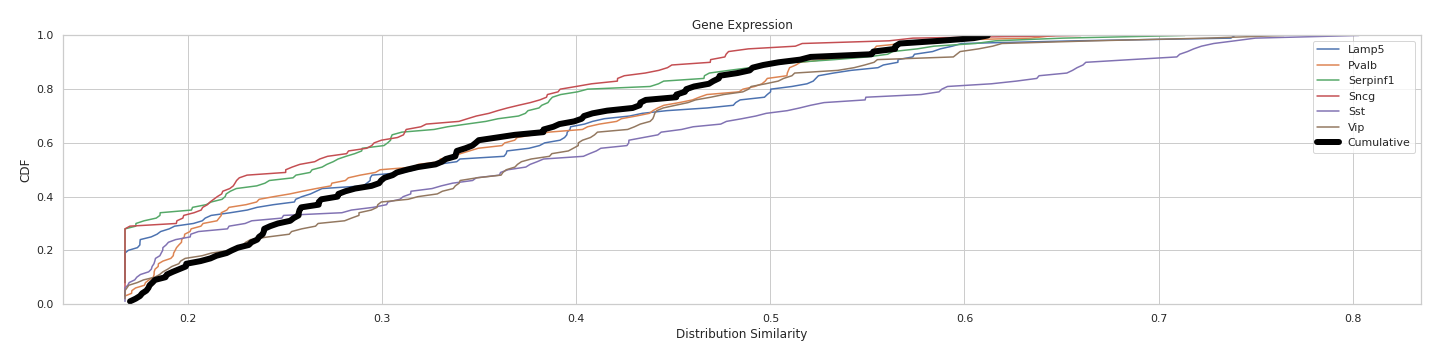 Gene Expression
CDF
1.0
0.8
0.6
0.4
0.2
0.0
0.2 0.3 0.4 0.5 0.6 0.7 0.8
Distribution Similarity
Lamp5
Pvalb
Serpinf1
Sncg
Sst
Vip
Cumulative